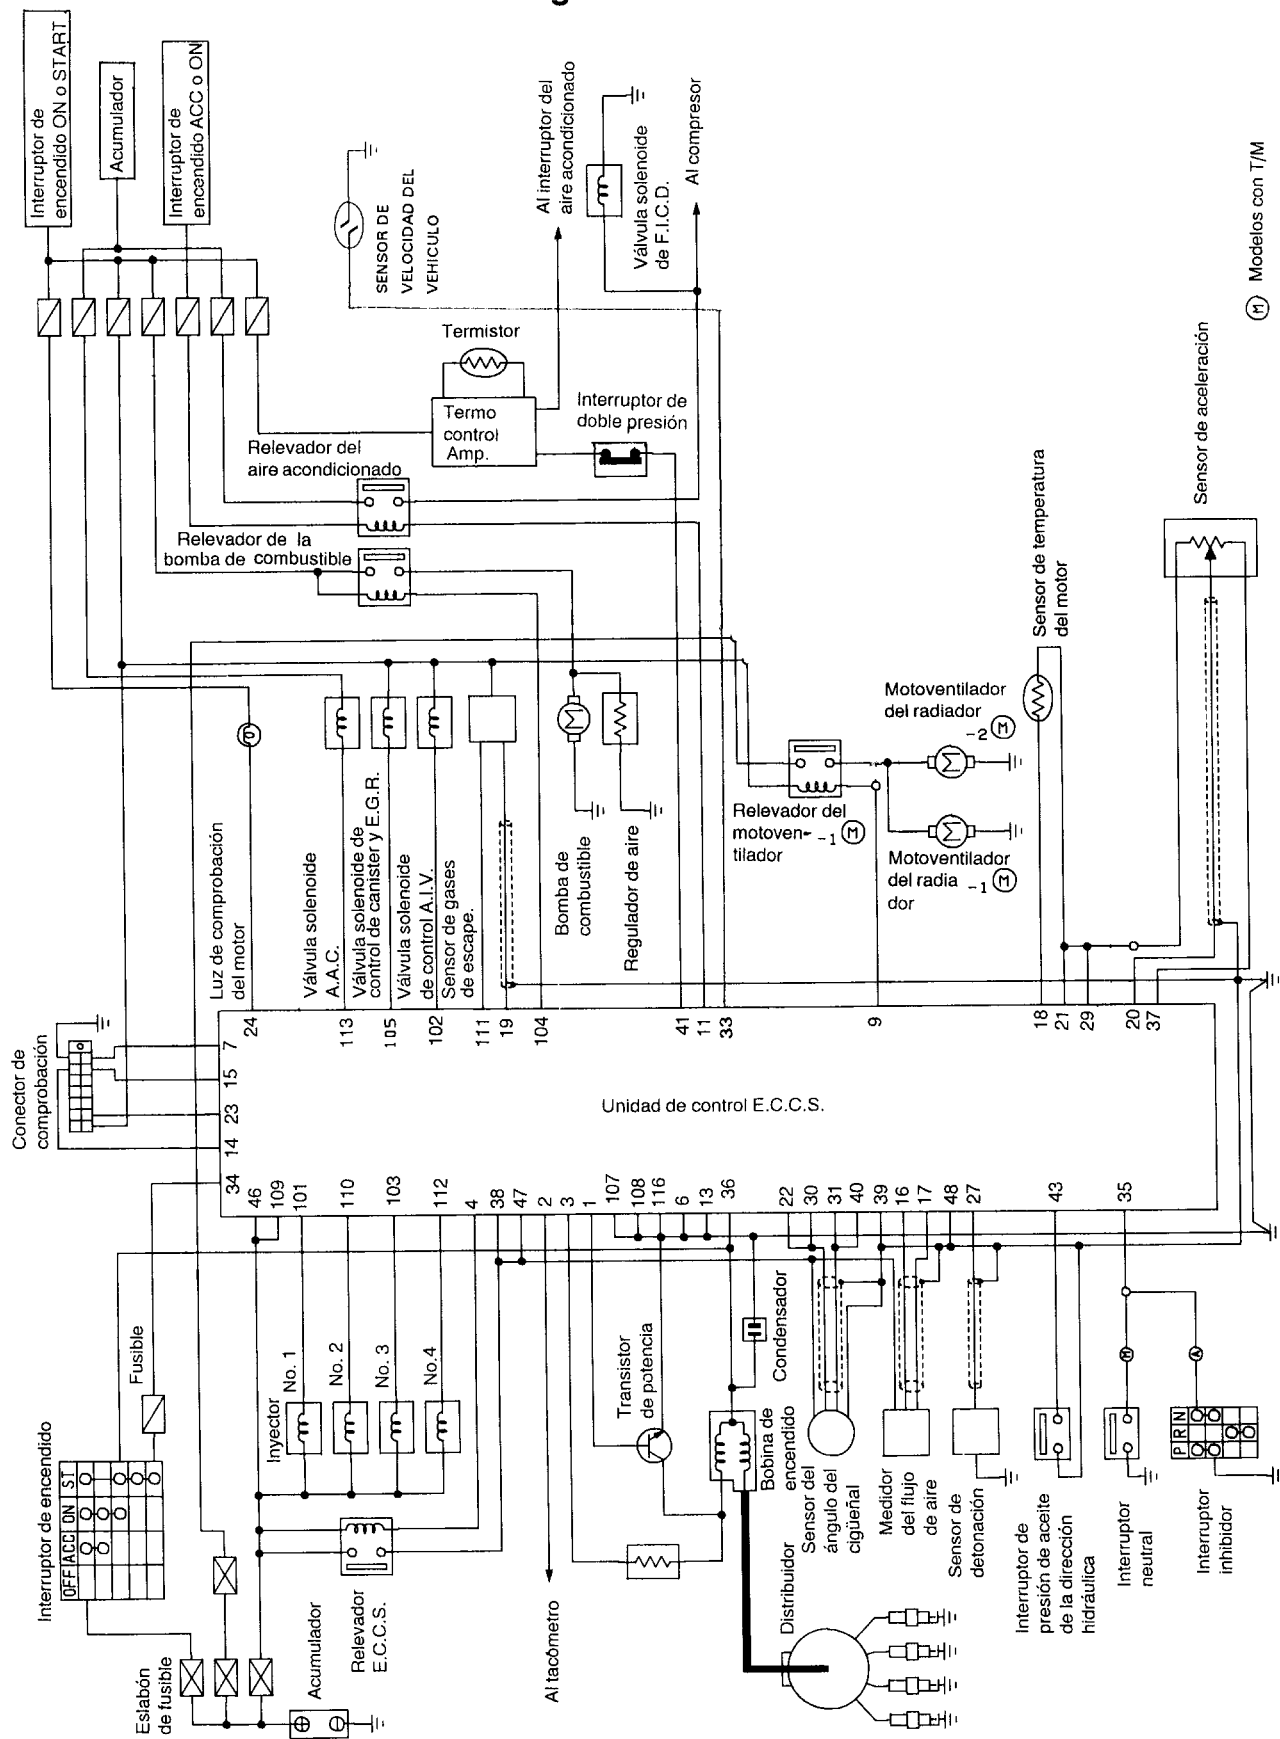 Interruptor de
encendido ON o START
Acumulador
Interruptor de
encendido ACC o ON
SENSOR DE
VELOCIDAD DEL
VEHICULO
Al interruptor del
aire acondicionado
Válvula solenoide
de F.I.C.D.
Al compresor
Termistor
Termo
control
Amp.
Interruptor de
doble presión
Relevador del
aire acondicionado
Relevador de la
bomba de combustible
Sensor de temperatura
del motor
Sensor de aceleración
M Modelos con T/M
Luz de comprobación
del motor
Válvula solenoide
A.A.C.
Válvula solenoide de
control de canister y E.G.R.
Válvula solenoide
de control A.I.V.
Sensor de gases
de escape.
M
Bomba de
combustible
Regulador de aire
Relevador del
motoven- -1 M
tilador
Motoventilador
del radiador
-2 M
M
M
Motoventilador
del radia -1 M
dor
Conector de
comprobación
24
113
105
102
111
19
104
41
11
33
9
18
21
29
20
37
7
15
23
14
34
Unidad de control E.C.C.S.
46
109
101
110
103
112
4
38
47
2
3
1
107
108
116
6
13
36
22
30
31
40
39
16
17
48
27
43
35
Interruptor de encendido
OFF ACC ON ST
Fusible
Inyector
No. 1
No. 2
No. 3
No.4
Eslabón
de fusible
Acumulador
Relevador
E.C.C.S.
Al tacómetro
Transistor
de potencia
Condensador
Bobina de
encendido
Distribuidor
Sensor del
ángulo del
cigüeñal
Medidor
del flujo
de aire
Sensor de
detonación
Interruptor de
presión de aceite
de la dirección
hidráulica
Interruptor
neutral
M
A
P R N
Interruptor
inhibidor